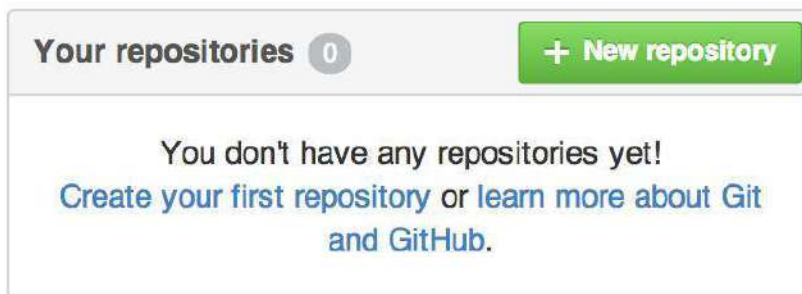 Your repositories 0
+ New repository
You don't have any repositories yet!
Create your first repository or learn more about Git
and GitHub.